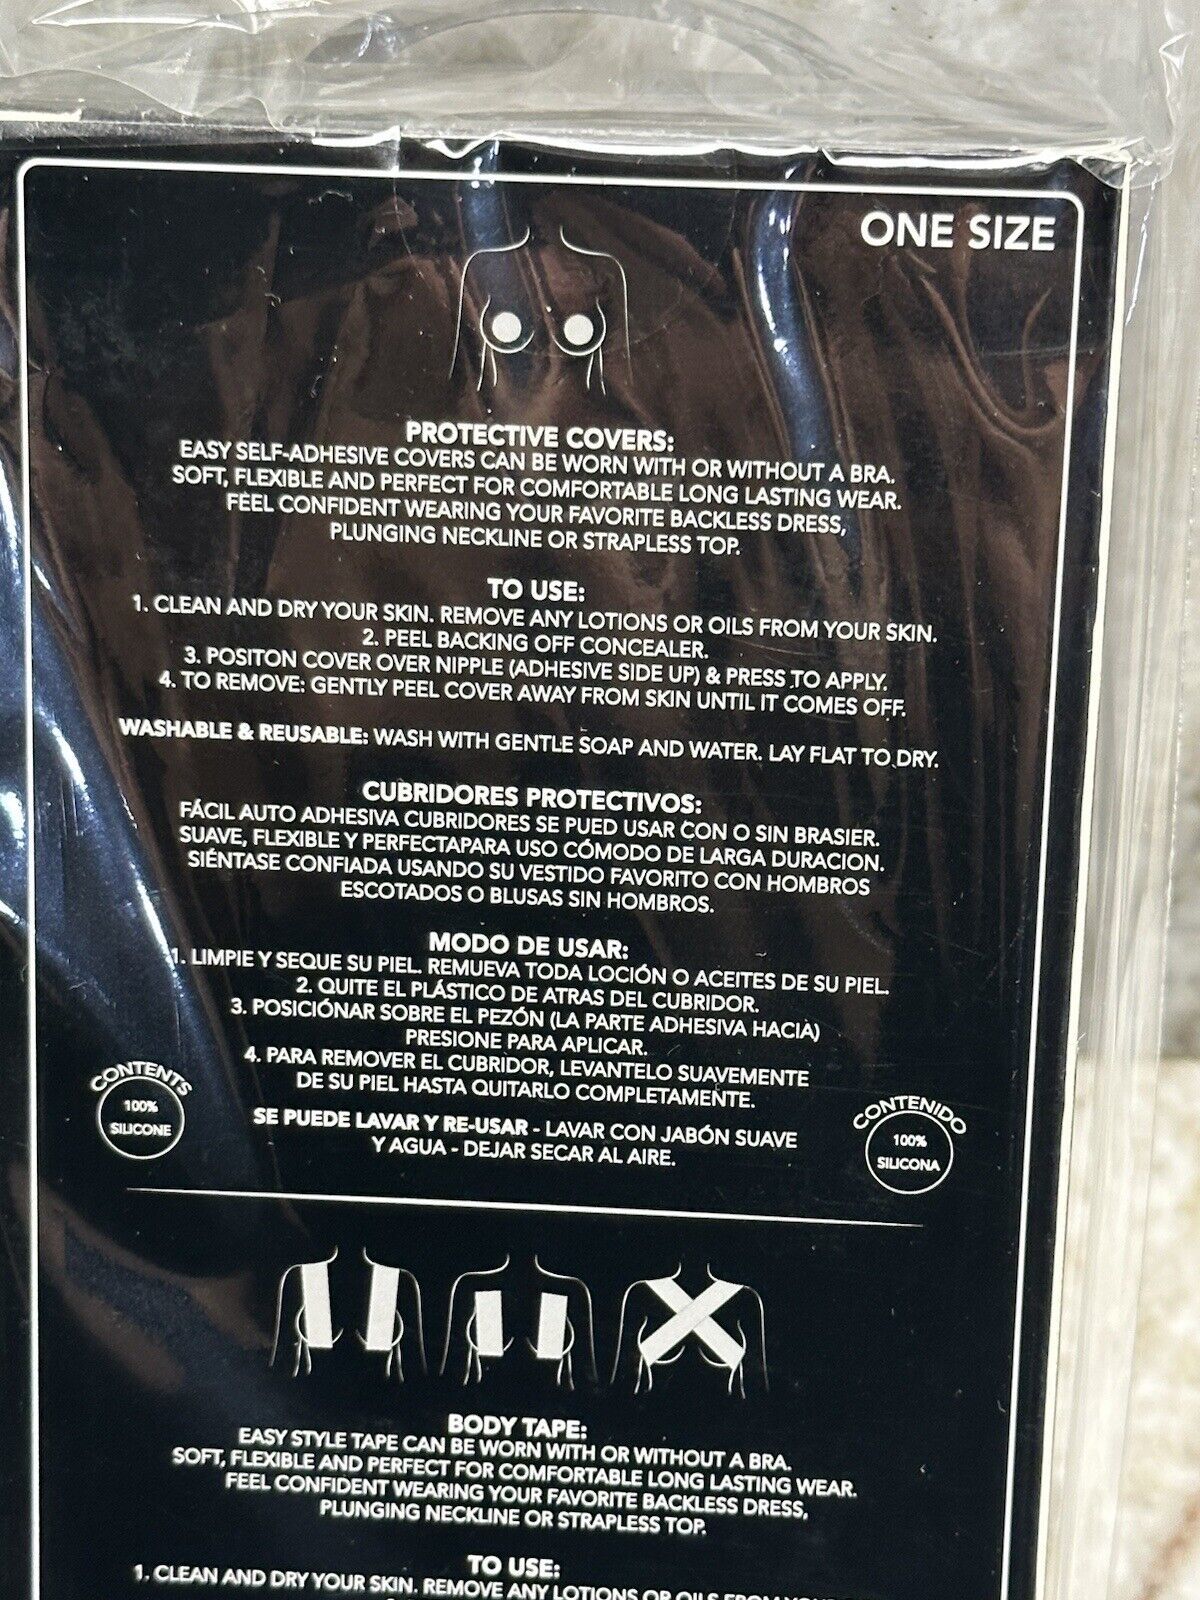 ONE SIZE
PROTECTIVE COVERS:
EASY SELF-ADHESIVE COVERS CAN BE WORN WITH OR WITHOUT A BRA.
SOFT, FLEXIBLE AND PERFECT FOR COMFORTABLE LONG LASTING WEAR.
FEEL CONFIDENT WEARING YOUR FAVORITE BACKLESS DRESS,
PLUNGING NECKLINE OR STRAPLESS TOP.
TO USE:
1. CLEAN AND DRY YOUR SKIN. REMOVE ANY LOTIONS OR OILS FROM YOUR SKIN.
2. PEEL BACKING OFF CONCEALER.
3. POSITON COVER OVER NIPPLE (ADHESIVE SIDE UP) & PRESS TO APPLY.
4. TO REMOVE: GENTLY PEEL COVER AWAY FROM SKIN UNTIL IT COMES OFF.
WASHABLE & REUSABLE: WASH WITH GENTLE SOAP AND WATER. LAY FLAT TO DRY.
CUBRIDORES PROTECTIVOS:
FÁCIL AUTO ADHESIVA CUBRIDORES SE PUED USAR CON O SIN BRASIER.
SUAVE, FLEXIBLE Y PERFECTAPARA USO CÓMODO DE LARGA DURACION.
SIÉNTASE CONFIADA USANDO SU VESTIDO FAVORITO CON HOMBROS
ESCOTADOS O BLUSAS SIN HOMBROS.
MODO DE USAR:
1. LIMPIE Y SEQUE SU PIEL. REMUEVA TODA LOCIÓN O ACEITES DE SU PIEL.
2. QUITE EL PLÁSTICO DE ATRAS DEL CUBRIDOR.
3. POSICIÓNAR SOBRE EL PEZÓN (LA PARTE ADHESIVA HACIA)
PRESIONE PARA APLICAR.
4. PARA REMOVER EL CUBRIDOR, LEVANTELO SUAVEMENTE
DE SU PIEL HASTA QUITARLO COMPLETAMENTE.
SE PUEDE LAVAR Y RE-USAR - LAVAR CON JABÓN SUAVE
Y AGUA - DEJAR SECAR AL AIRE.
CONTENTS
100%
SILICONE
CONTENIDO
100%
SILICONA
BODY TAPE:
EASY STYLE TAPE CAN BE WORN WITH OR WITHOUT A BRA.
SOFT, FLEXIBLE AND PERFECT FOR COMFORTABLE LONG LASTING WEAR.
FEEL CONFIDENT WEARING YOUR FAVORITE BACKLESS DRESS,
PLUNGING NECKLINE OR STRAPLESS TOP.
TO USE:
1. CLEAN AND DRY YOUR SKIN. REMOVE ANY LOTIONS OR OILS FROM